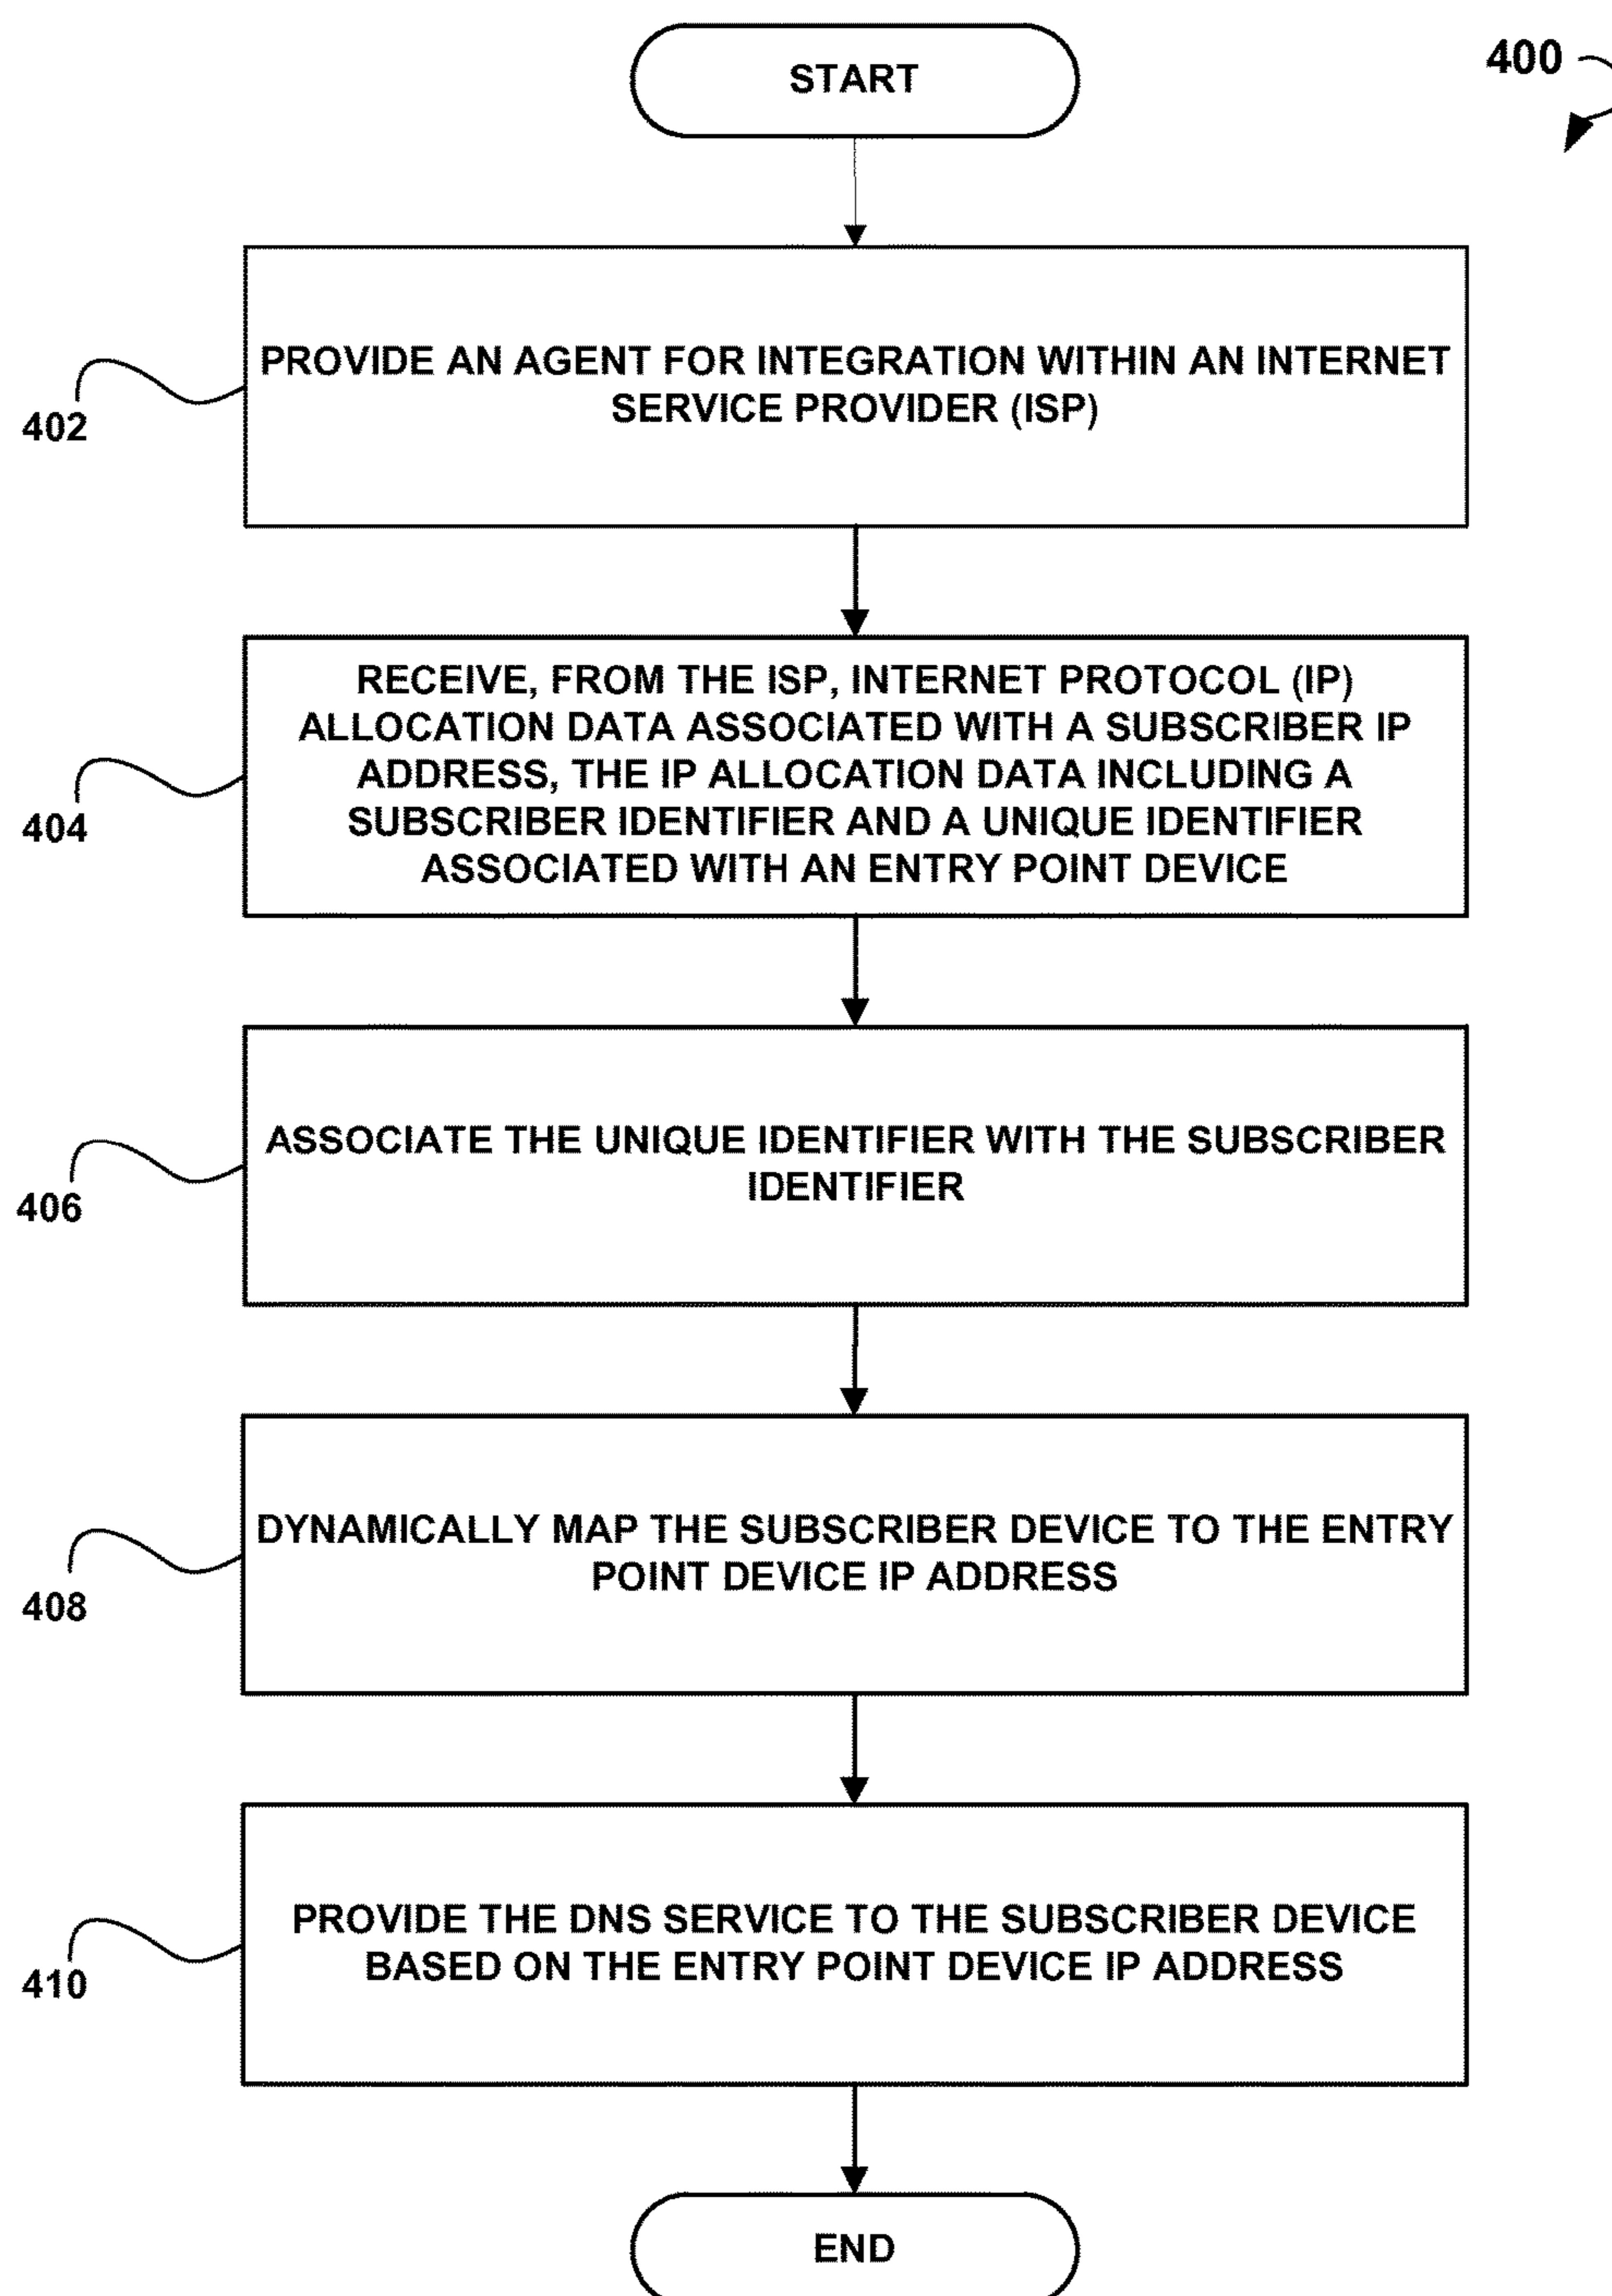 START
400
PROVIDE AN AGENT FOR INTEGRATION WITHIN AN INTERNET
SERVICE PROVIDER (ISP)
402
RECEIVE, FROM THE ISP, INTERNET PROTOCOL (IP)
ALLOCATION DATA ASSOCIATED WITH A SUBSCRIBER IP
ADDRESS, THE IP ALLOCATION DATA INCLUDING A
SUBSCRIBER IDENTIFIER AND A UNIQUE IDENTIFIER
ASSOCIATED WITH AN ENTRY POINT DEVICE
404
ASSOCIATE THE UNIQUE IDENTIFIER WITH THE SUBSCRIBER
IDENTIFIER
406
DYNAMICALLY MAP THE SUBSCRIBER DEVICE TO THE ENTRY
POINT DEVICE IP ADDRESS
408
PROVIDE THE DNS SERVICE TO THE SUBSCRIBER DEVICE
BASED ON THE ENTRY POINT DEVICE IP ADDRESS
410
END